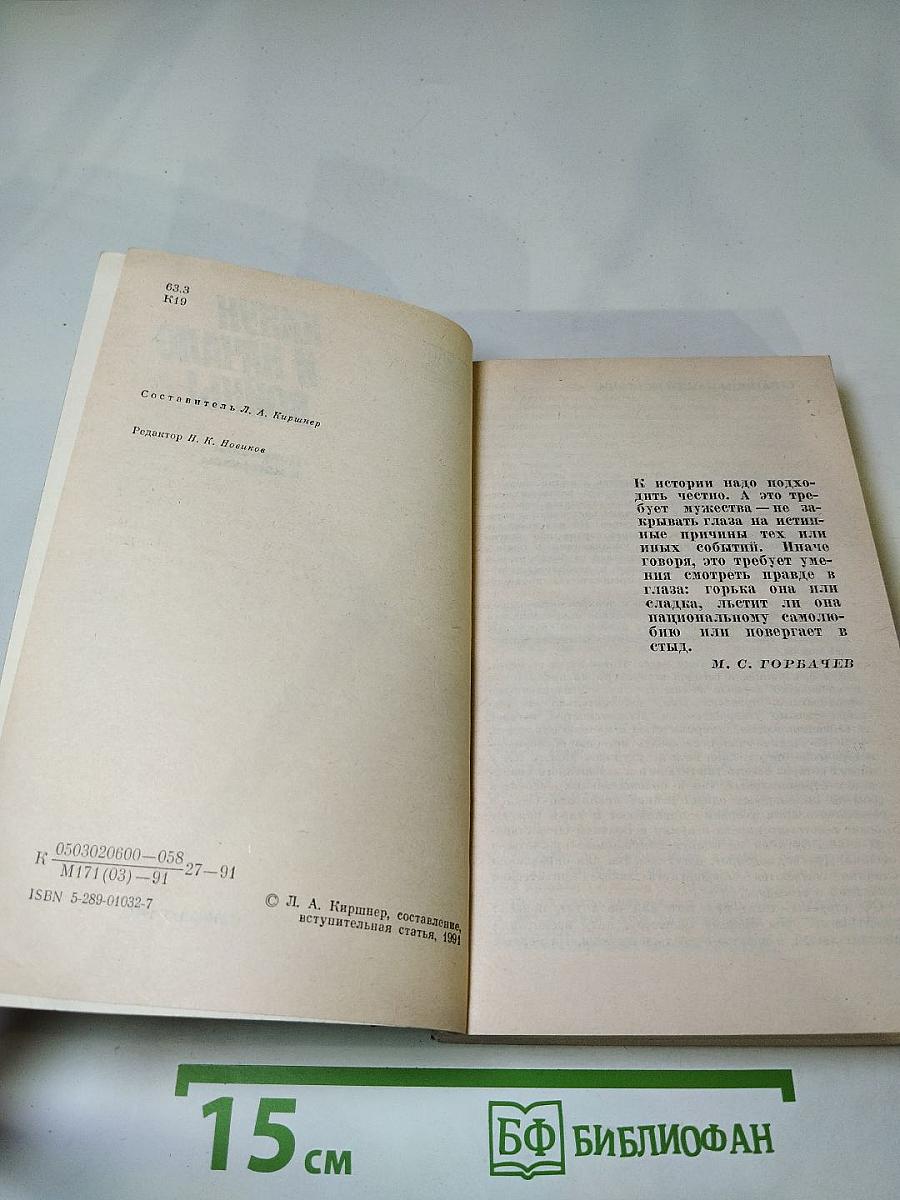 63.3
К19
Составитель Л. А. Киршнер
Редактор Н. К. Новиков
К 0503020600—058
М171(03)—91
27—91
ISBN 5-289-01032-7
© Л. А. Киршнер, составление,
вступительная статья, 1991
К истории надо подхо-
дить честно. А это тре-
бует мужества — не за-
крывать глаза на истин-
ные причины тех или
иных событий. Иначе
говоря, это требует уме-
ния смотреть правде в
глаза: горька она или
сладка, льстит ли она
национальному самолю-
бию или повергает в
стыд.
М. С. ГОРБАЧЕВ
15 см
БФ БИБЛИОФАН